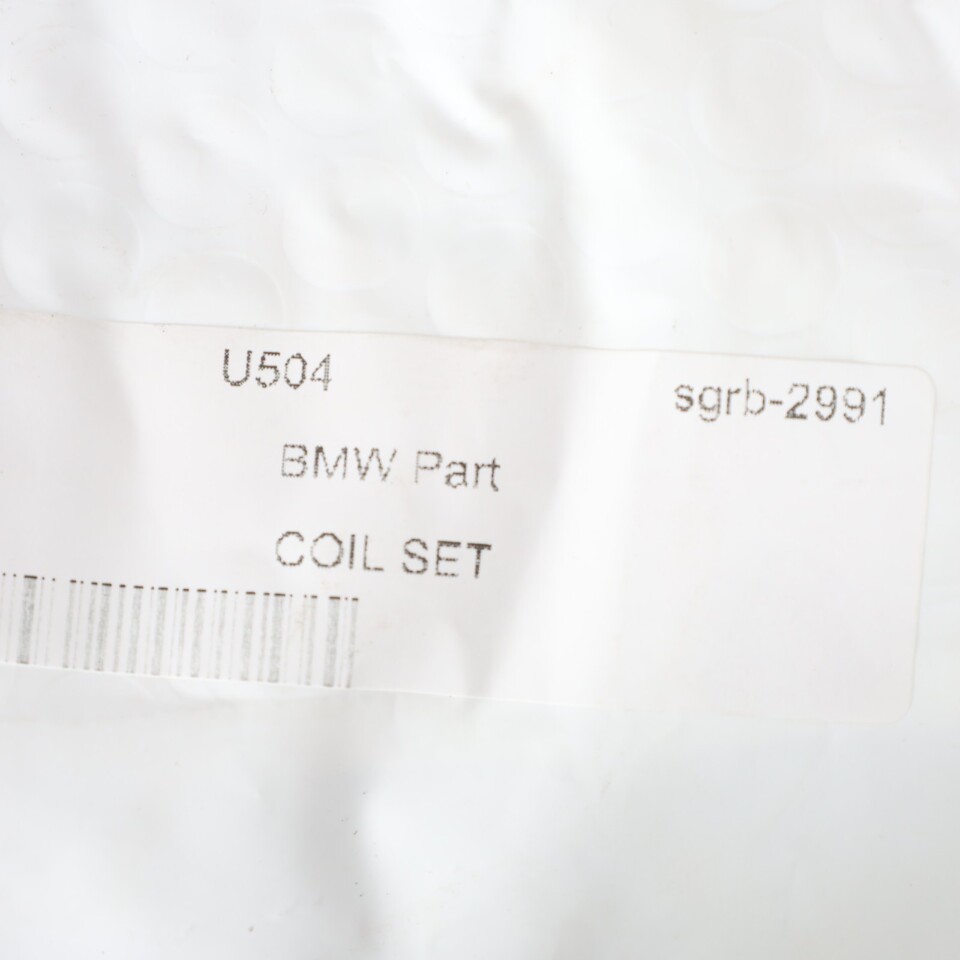 U504 sgrb-2991
BMW Part
COIL SET